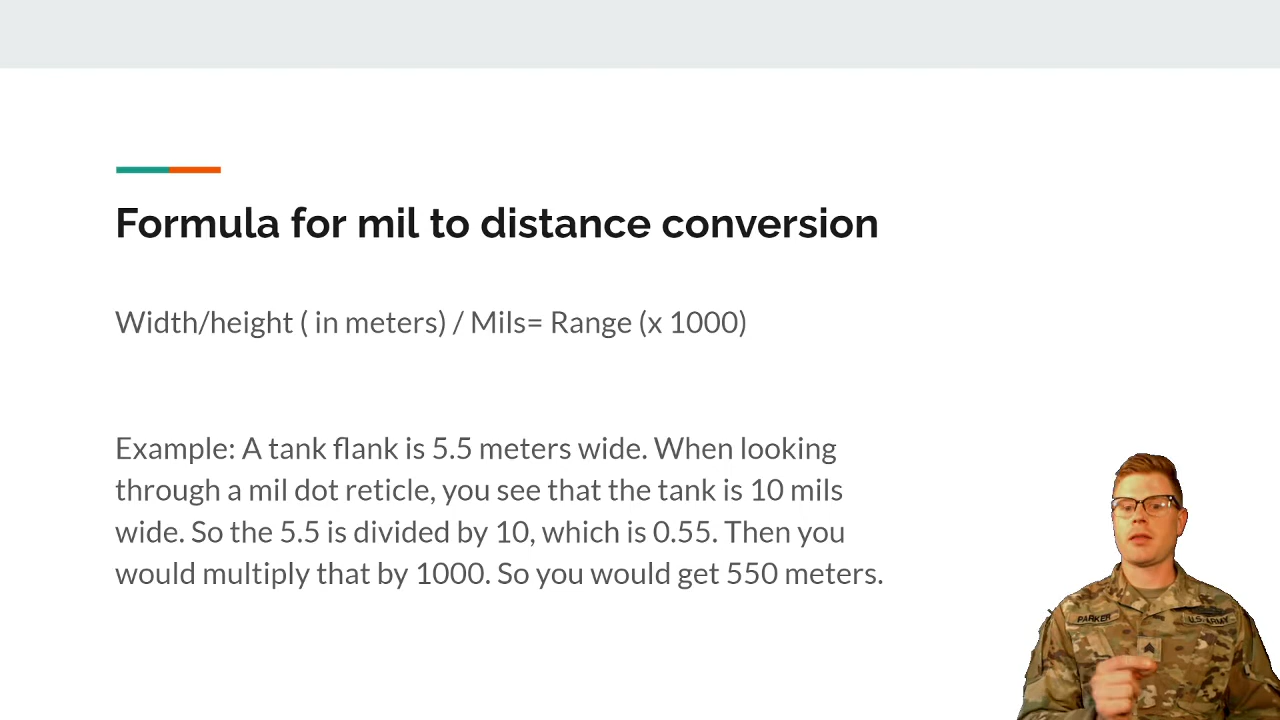 Formula for mil to distance conversion
Width/height ( in meters) / Mils= Range (x 1000)
Example: A tank flank is 5.5 meters wide. When looking
through a mil dot reticle, you see that the tank is 10 mils
wide. So the 5.5 is divided by 10, which is 0.55. Then you
would multiply that by 1000. So you would get 550 meters.
PARKER
U.S. ARMY